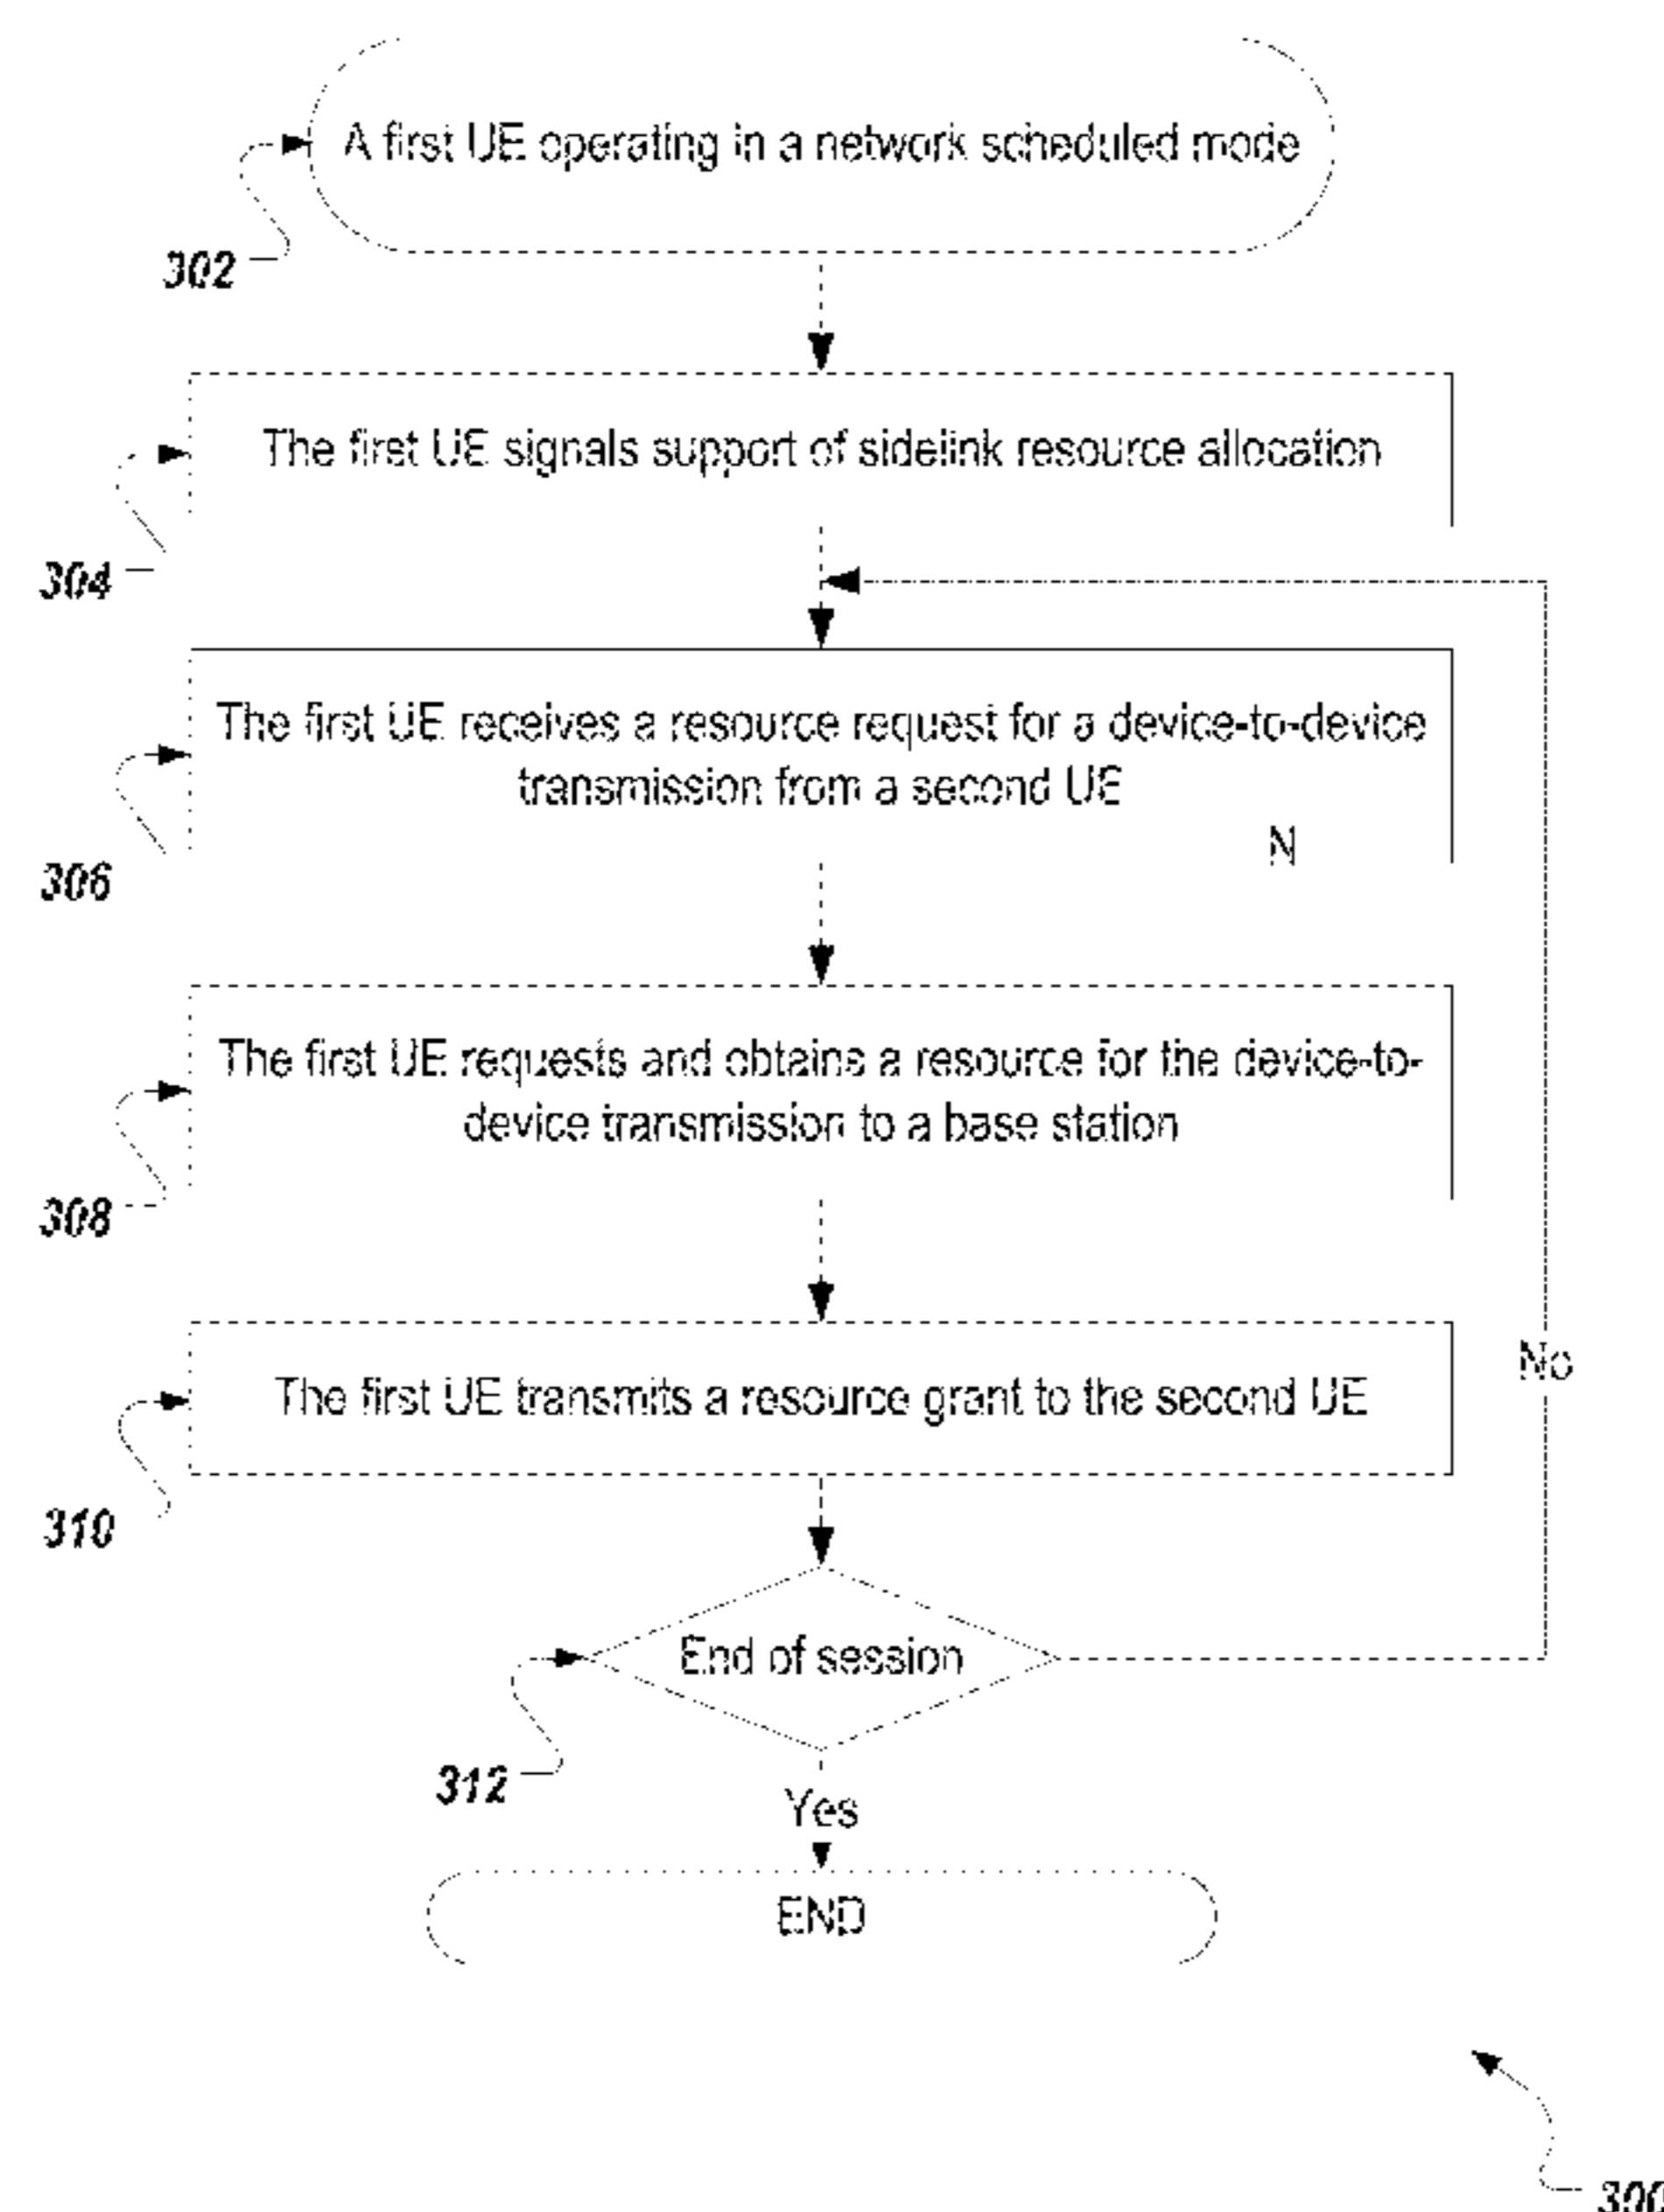 A first UE operating in a network scheduled mode
302
The first UE signals support of sidelink resource allocation
304
The first UE receives a resource request for a device-to-device
transmission from a second UE
N
306
The first UE requests and obtains a resource for the device-to-
device transmission to a base station
308
No
The first UE transmits a resource grant to the second UE
310
End of session
312
Yes
END
300